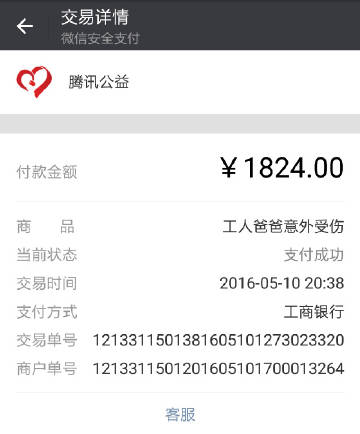 交易详情
微信安全支付
腾讯公益
付款金额 ￥1824.00
商 品 工人爸爸意外受伤
当前状态 支付成功
交易时间 2016-05-10 20:38
支付方式 工商银行
交易单号 1213311501381605101273023320
商户单号 1213311501201605101700013264
客服